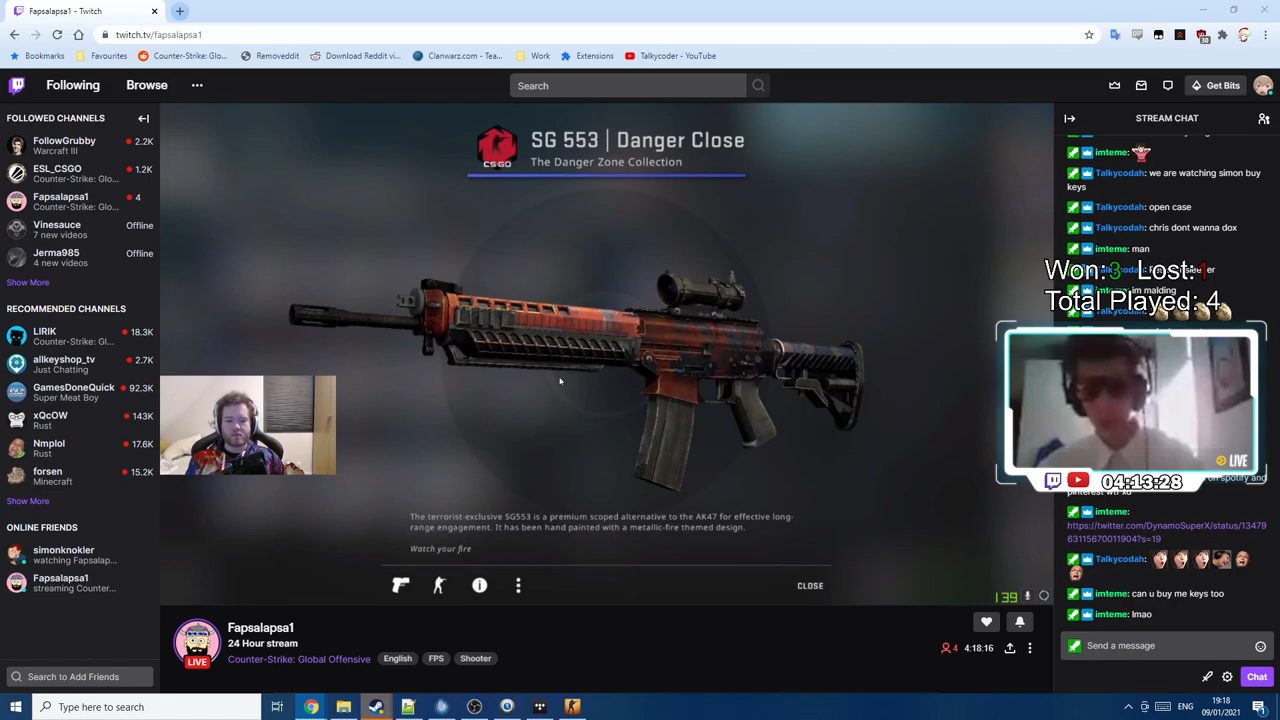 Fapsalapsa1 - Twitch
twitch.tv/fapsalapsa1
30
Bookmarks Favourites Counter-Strike: Glo... Removeddit Download Reddit vi... Clanwarz.com - Tea... Work Extensions Talkycoder - YouTube
Following Browse Search Get Bits
FOLLOWED CHANNELS
FollowGrubby 2.2K
Warcraft III
ESL_CSGO 1.2K
Counter-Strike: Glo...
Fapsalapsa1 4
Counter-Strike: Glo...
Vinesauce Offline
7 new videos
Jerma985 Offline
4 new videos
Show More
RECOMMENDED CHANNELS
LIRIK 18.3K
Counter-Strike: Glo...
allkeyshop_tv 2.7K
Just Chatting
GamesDoneQuick 92.3K
Super Meat Boy
xQcOW 143K
Rust
Nmplol 17.6K
Rust
forsen 15.2K
Minecraft
Show More
ONLINE FRIENDS
simonknokler
watching Fapsalap...
Fapsalapsa1
streaming Counter...
Search to Add Friends
CSGO
SG 553 | Danger Close
The Danger Zone Collection
The terrorist-exclusive SG553 is a premium scoped alternative to the AK47 for effective long-
range engagement. It has been hand painted with a metallic-fire themed design.
Watch your fire
CLOSE
139
LIVE
Fapsalapsa1
24 Hour stream
Counter-Strike: Global Offensive English FPS Shooter
4 4:18:16
STREAM CHAT
imteme:
Talkycodah: we are watching simon buy
keys
Talkycodah: open case
Talkycodah: chris dont wanna dox
imteme: man
Won:3 Lost:1
imteme: im malding
Total Played: 4
LIVE
04:13:28
on spotify and
pinterest wtf xd
imteme:
https://twitter.com/DynamoSuperX/status/13479
63115670011904?s=19
Talkycodah:
imteme: can u buy me keys too
imteme: lmao
Send a message
Chat
Type here to search
ENG
19:18
09/01/2021